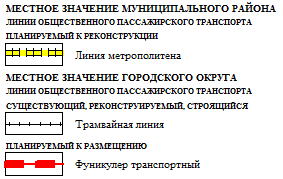 МЕСТНОЕ ЗНАЧЕНИЕ МУНИЦИПАЛЬНОГО РАЙОНА
ЛИНИИ ОБЩЕСТВЕННОГО ПАССАЖИРСКОГО ТРАНСПОРТА
ПЛАНИРУЕМЫЙ К РЕКОНСТРУКЦИИ
Линия метрополитена
МЕСТНОЕ ЗНАЧЕНИЕ ГОРОДСКОГО ОКРУГА
ЛИНИИ ОБЩЕСТВЕННОГО ПАССАЖИРСКОГО ТРАНСПОРТА
СУЩЕСТВУЮЩИЙ, РЕКОНСТРУИРУЕМЫЙ, СТРОЯЩИЙСЯ
Трамвайная линия
ПЛАНИРУЕМЫЙ К РАЗМЕЩЕНИЮ
Фуникулер транспортный